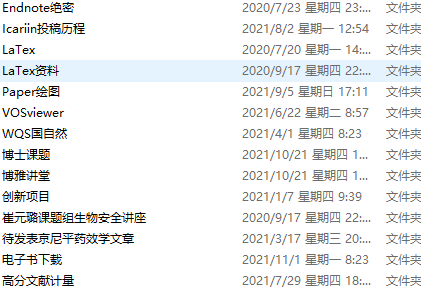 Endnote绝密 2020/7/23 星期四 23:... 文件夹
Icariin投稿历程 2021/8/2 星期一 12:54 文件夹
LaTex 2020/7/20 星期一 14:... 文件夹
LaTex资料 2020/9/17 星期四 22:... 文件夹
Paper绘图 2021/9/5 星期日 17:11 文件夹
VOSviewer 2021/6/22 星期二 8:57 文件夹
WQS国自然 2021/4/1 星期四 8:23 文件夹
博士课题 2021/10/21 星期四 1... 文件夹
博雅讲堂 2021/10/21 星期四 1... 文件夹
创新项目 2021/1/7 星期四 9:39 文件夹
崔元璐课题组生物安全讲座 2020/9/17 星期四 22:... 文件夹
待发表京尼平药效学文章 2021/3/17 星期三 20:... 文件夹
电子书下载 2021/11/1 星期一 8:23 文件夹
高分文献计量 2021/7/29 星期四 18:... 文件夹